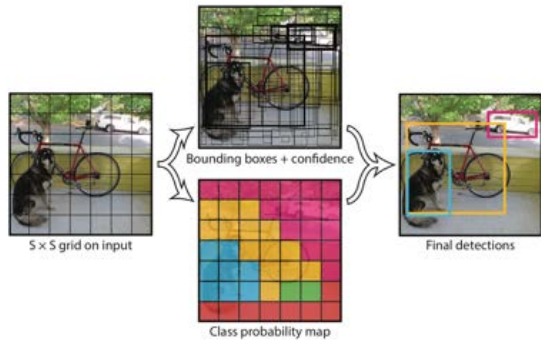 Bounding boxes + confidence
S × S grid on input
Final detections
Class probability map